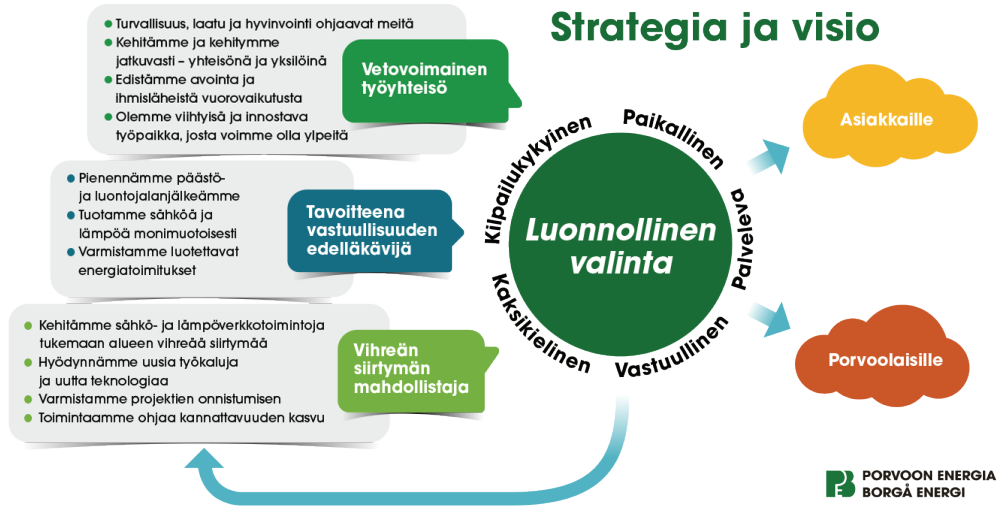 Strategia ja visio
• Turvallisuus, laatu ja hyvinvointi ohjaavat meitä
• Kehitämme ja kehitymme
jatkuvasti – yhteisönä ja yksilöinä
• Edistämme avointa ja
ihmisläheistä vuorovaikutusta
• Olemme viihtyisä ja innostava
työpaikka, josta voimme olla ylpeitä
Vetovoimainen
työyhteisö
• Pienennämme päästö-
ja luontojalanjälkeämme
• Tuotamme sähköä ja
lämpöä monimuotoisesti
• Varmistamme luotettavat
energiatoimitukset
Tavoitteena
vastuullisuuden
edelläkävijä
• Kehitämme sähkö- ja lämpöverkkotoimintoja
tukemaan alueen vihreää siirtymää
• Hyödynnämme uusia työkaluja
ja uutta teknologiaa
• Varmistamme projektien onnistumisen
• Toimintaamme ohjaa kannattavuuden kasvu
Vihreän
siirtymän
mahdollistaja
Kilpailukykyinen
Paikallinen
Palveleva
Vastuullinen
Kaksikielinen
Luonnollinen
valinta
Asiakkaille
Porvoolaisille
PORVOON ENERGIA
BORGÅ ENERGI